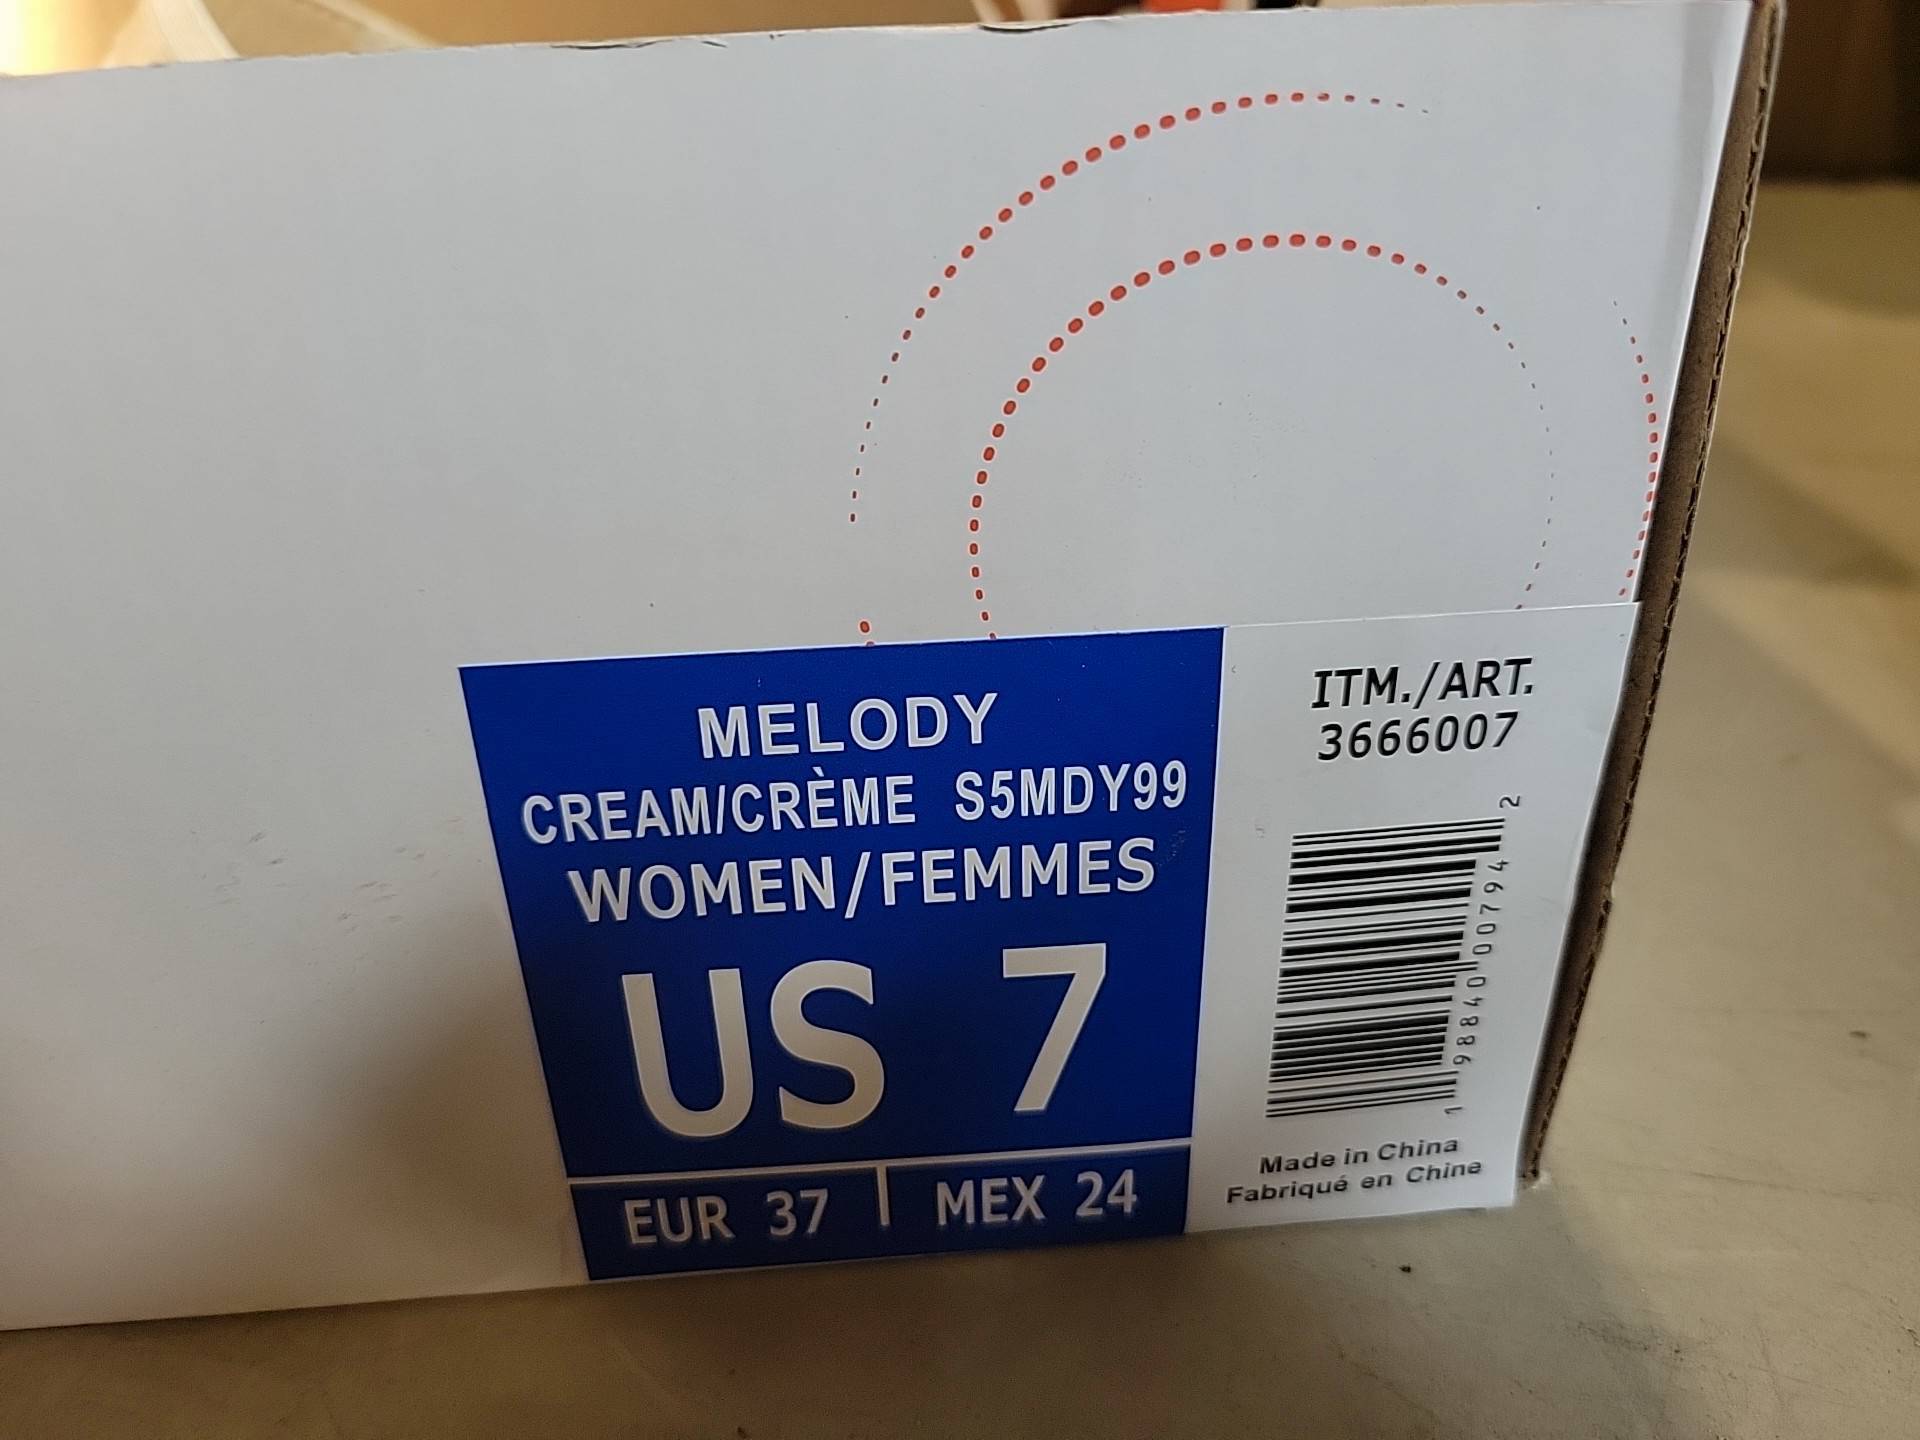 MELODY
CREAM/CRÈME S5MDY99
WOMEN/FEMMES
US 7
EUR 37 | MEX 24
ITM./ART.
3666007
1 98840 00794 2
Made in China
Fabriqué en Chine